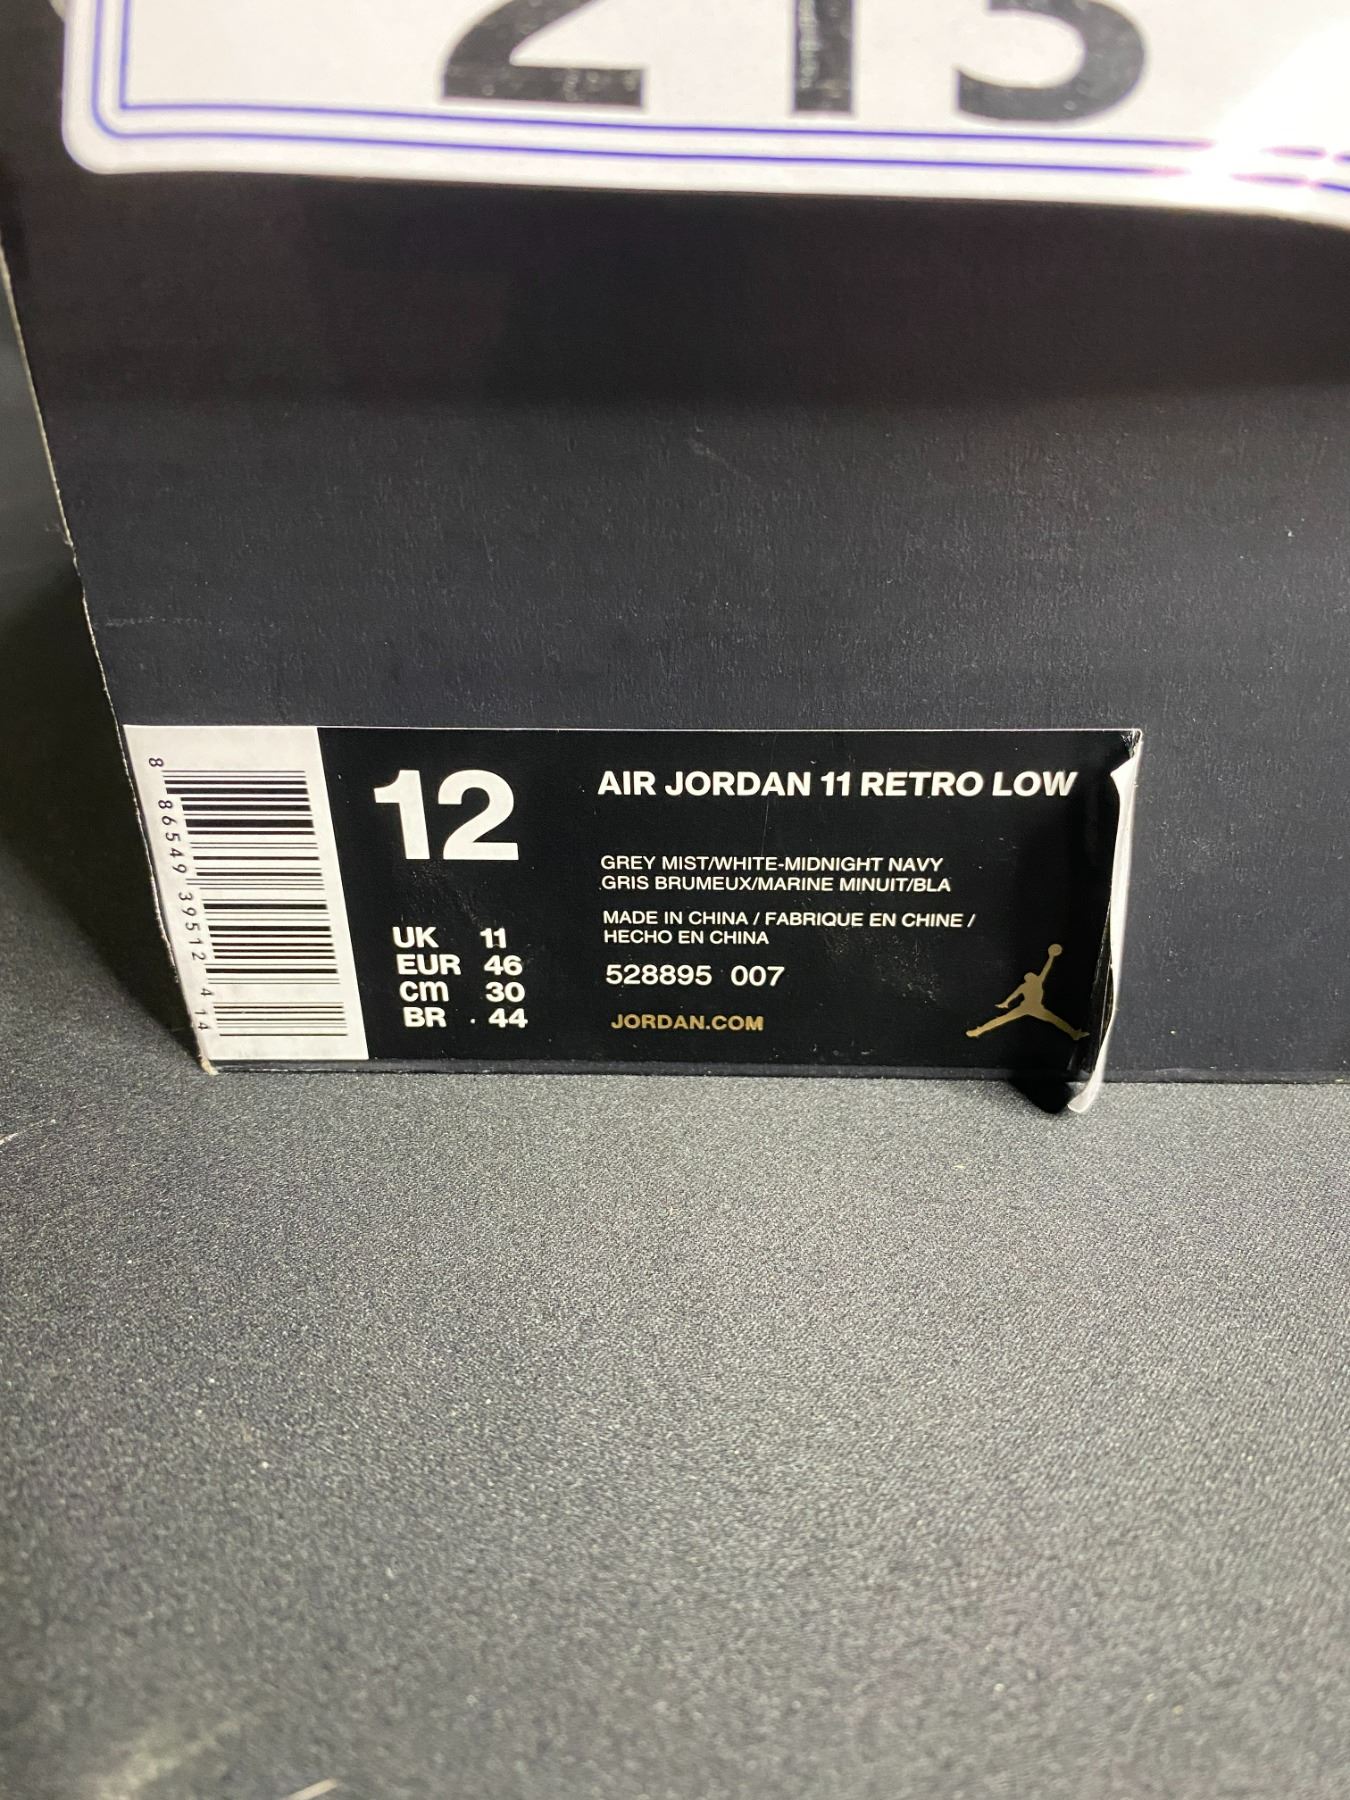 215
12
UK 11
EUR 46
cm 30
BR 44
AIR JORDAN 11 RETRO LOW
GREY MIST/WHITE-MIDNIGHT NAVY
GRIS BRUMEUX/MARINE MINUIT/BLA
MADE IN CHINA / FABRIQUE EN CHINE /
HECHO EN CHINA
528895 007
JORDAN.COM
8 86549 39512 4 14